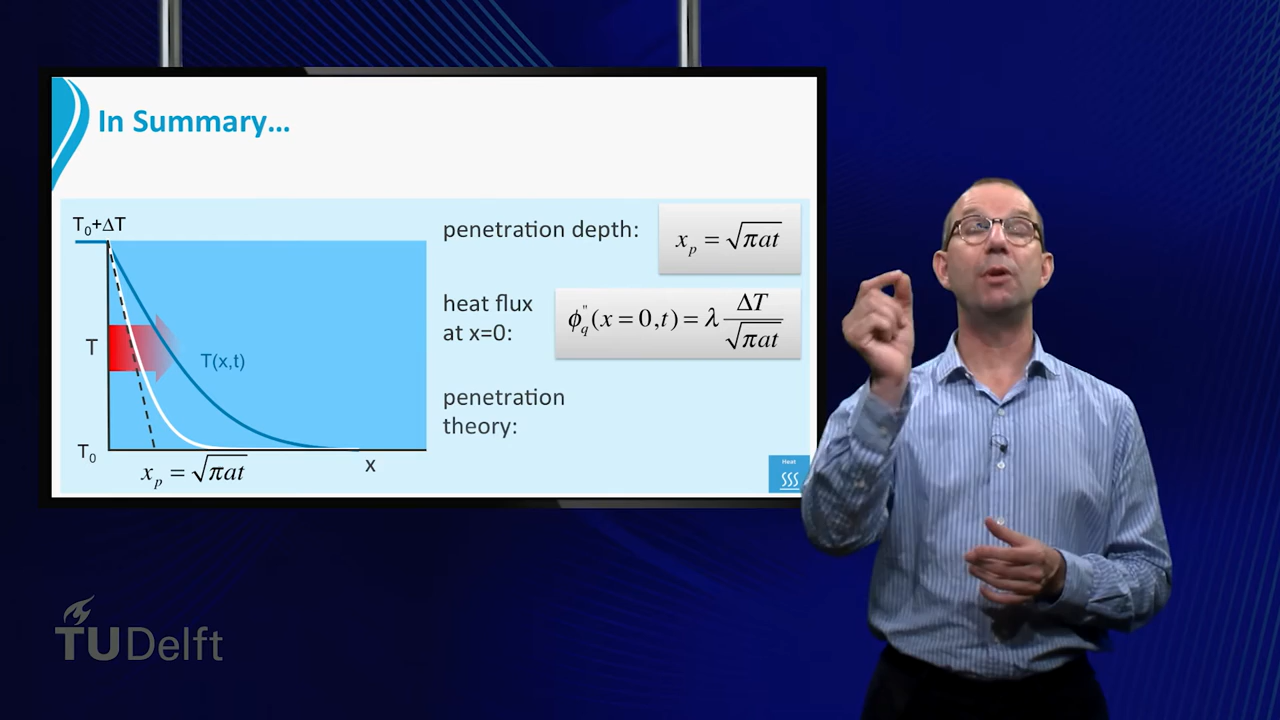 In Summary...
T₀+ΔT
T
T(x,t)
T₀
x
xₚ = √πat
penetration depth:
xₚ = √πat
heat flux
at x=0:
ϕ"q(x=0,t) = λ ΔT/√πat
penetration
theory:
Heat
TUDelft